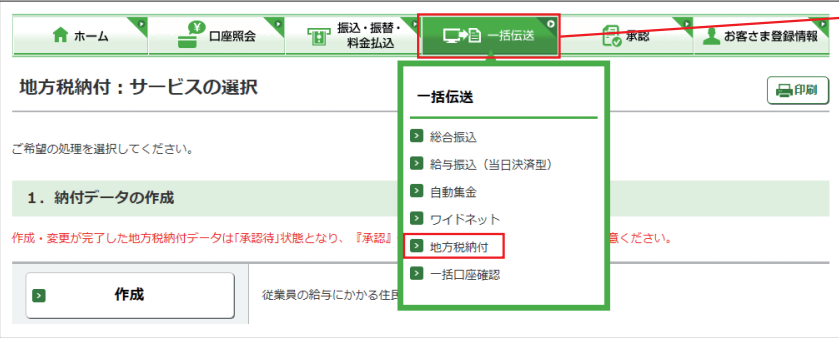 ホーム
口座照会
振込・振替・
料金払込
一括伝送
承認
お客さま登録情報
地方税納付：サービスの選択
印刷
一括伝送
総合振込
給与振込（当日決済型）
自動集金
ワイドネット
地方税納付
一括口座確認
ご希望の処理を選択してください。
1．納付データの作成
作成・変更が完了した地方税納付データは「承認待」状態となり、『承認』
意ください。
作成
従業員の給与にかかる住民